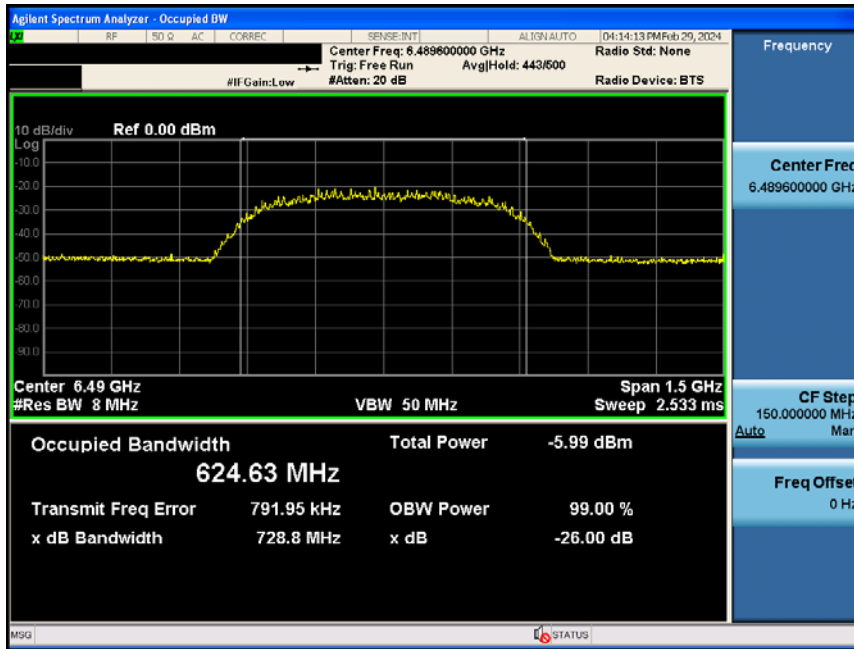 Agilent Spectrum Analyzer - Occupied BW
RF 50 Ω AC CORREC SENSE:INT ALIGN AUTO 04:14:13 PM Feb 29, 2024
Center Freq: 6.489600000 GHz Radio Std: None
Trig: Free Run Avg|Hold: 443/500
#IFGain:Low #Atten: 20 dB Radio Device: BTS
10 dB/div Ref 0.00 dBm
Log
-10.0
-20.0
-30.0
-40.0
-50.0
-60.0
-70.0
-80.0
-90.0
Center 6.49 GHz Span 1.5 GHz
#Res BW 8 MHz VBW 50 MHz Sweep 2.533 ms
Occupied Bandwidth Total Power -5.99 dBm
624.63 MHz
Transmit Freq Error 791.95 kHz OBW Power 99.00 %
x dB Bandwidth 728.8 MHz x dB -26.00 dB
MSG STATUS
Frequency
Center Freq
6.489600000 GHz
CF Step
150.000000 MHz
Auto Man
Freq Offset
0 Hz